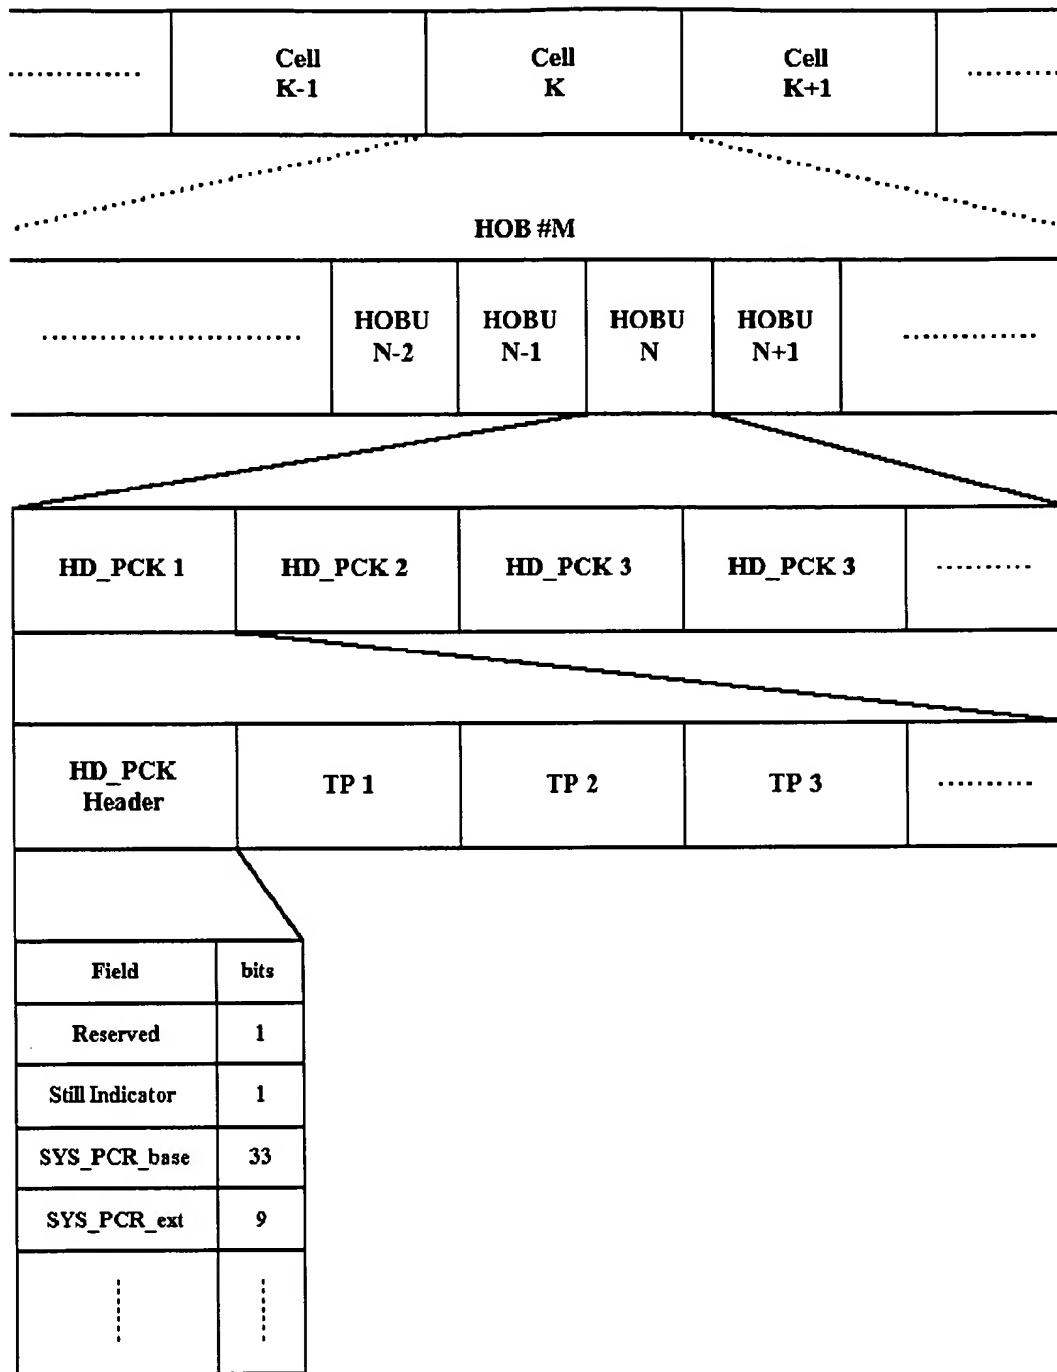 Cell K-1 Cell K Cell K+1
HOB #M
HOBU N-2 HOBU N-1 HOBU N HOBU N+1
HD_PCK 1 HD_PCK 2 HD_PCK 3 HD_PCK 3
HD_PCK Header TP 1 TP 2 TP 3
Field bits
Reserved 1
Still Indicator 1
SYS_PCR_base 33
SYS_PCR_ext 9